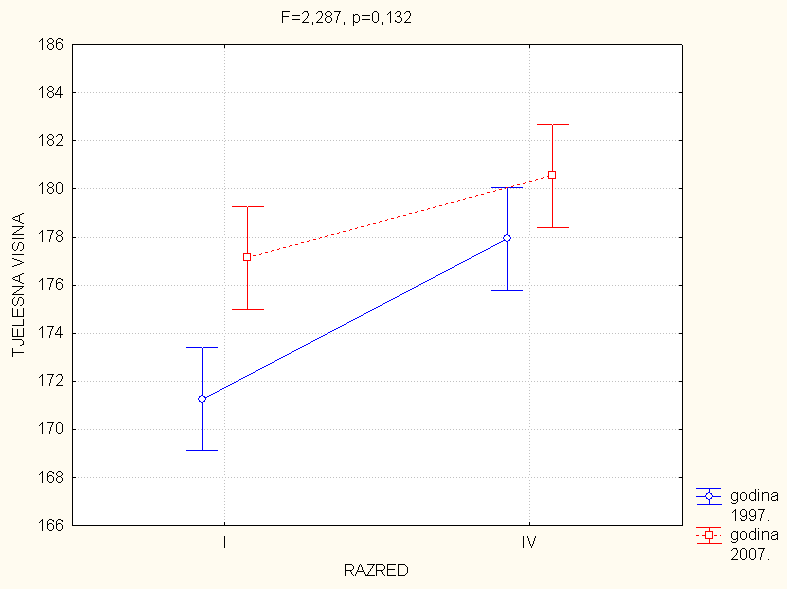 F=2,287, p=0,132
186
184
182
180
178
176
174
172
170
168
166
TJELESNA VISINA
I
IV
RAZRED
godina
1997.
godina
2007.